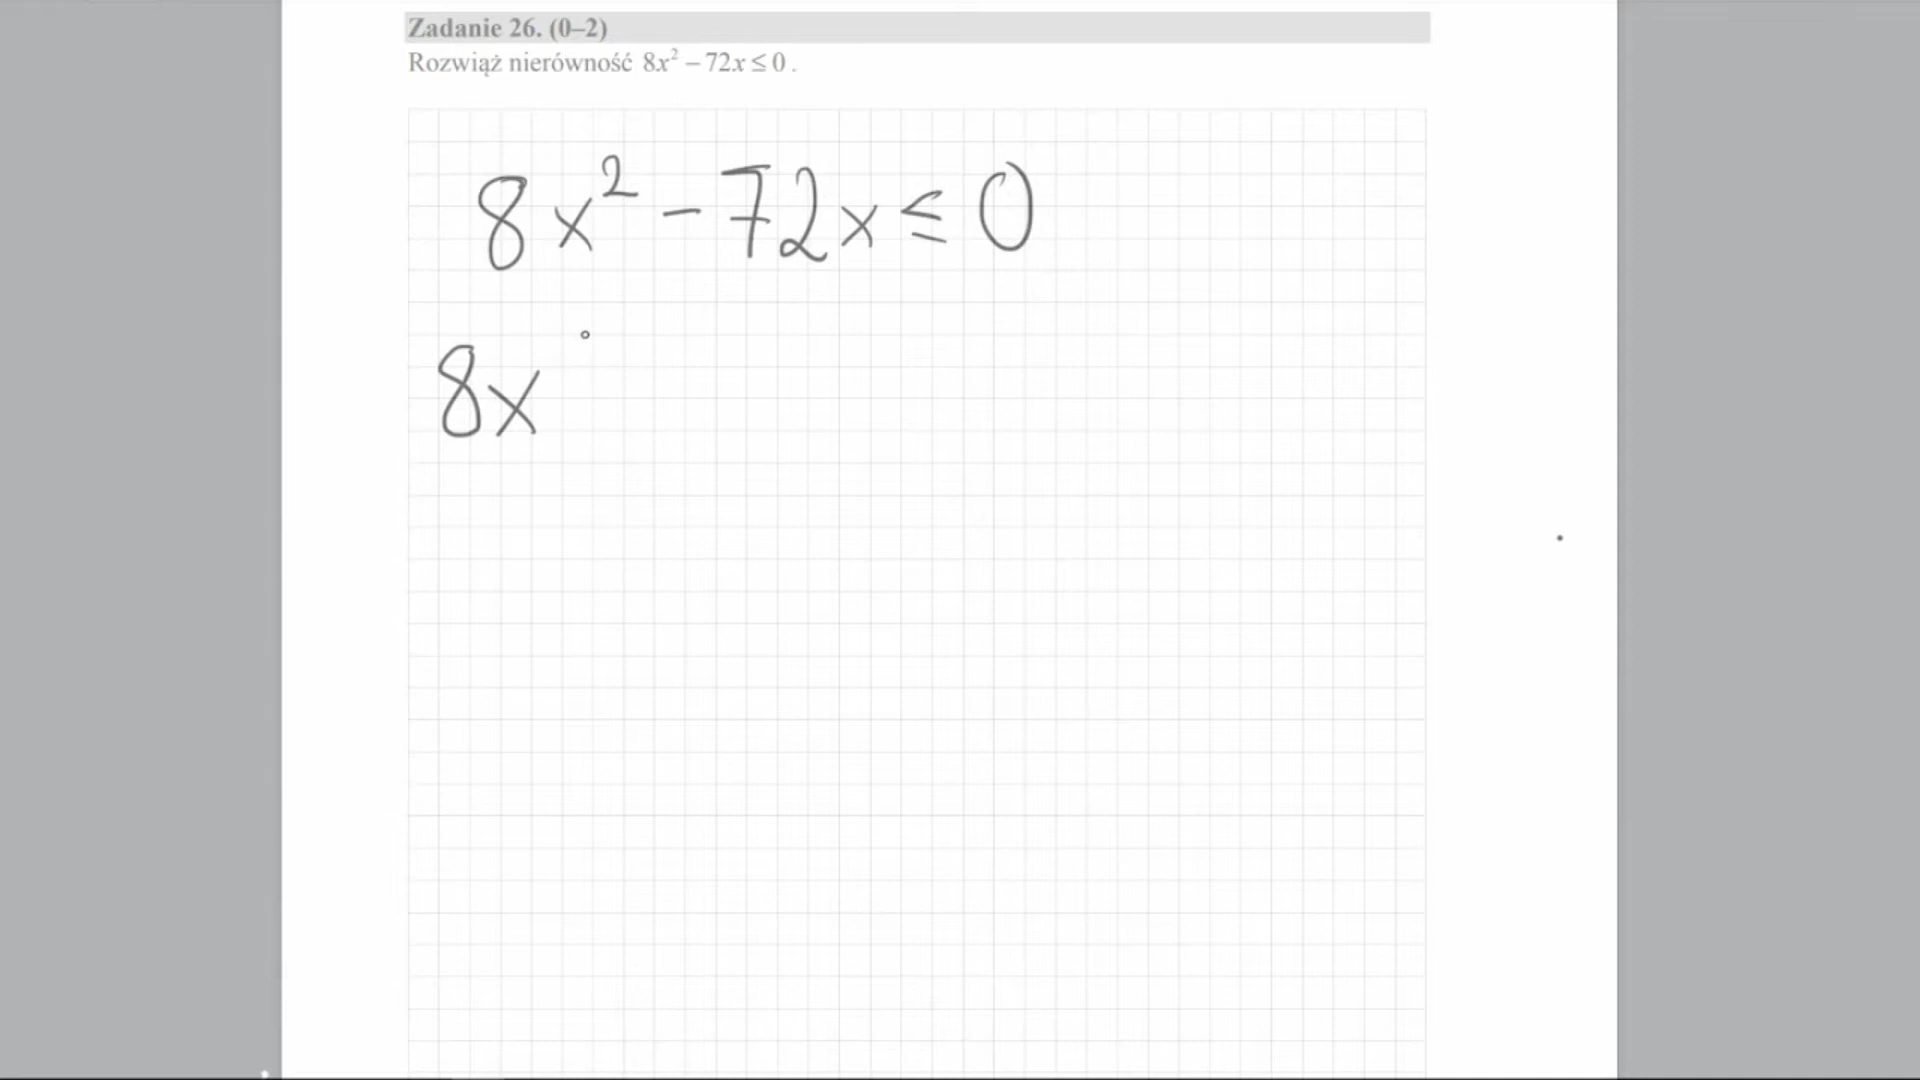 Zadanie 26. (0–2)
Rozwiąż nierówność 8x² – 72x ≤ 0 .
8x² - 72x ≤ 0
8x